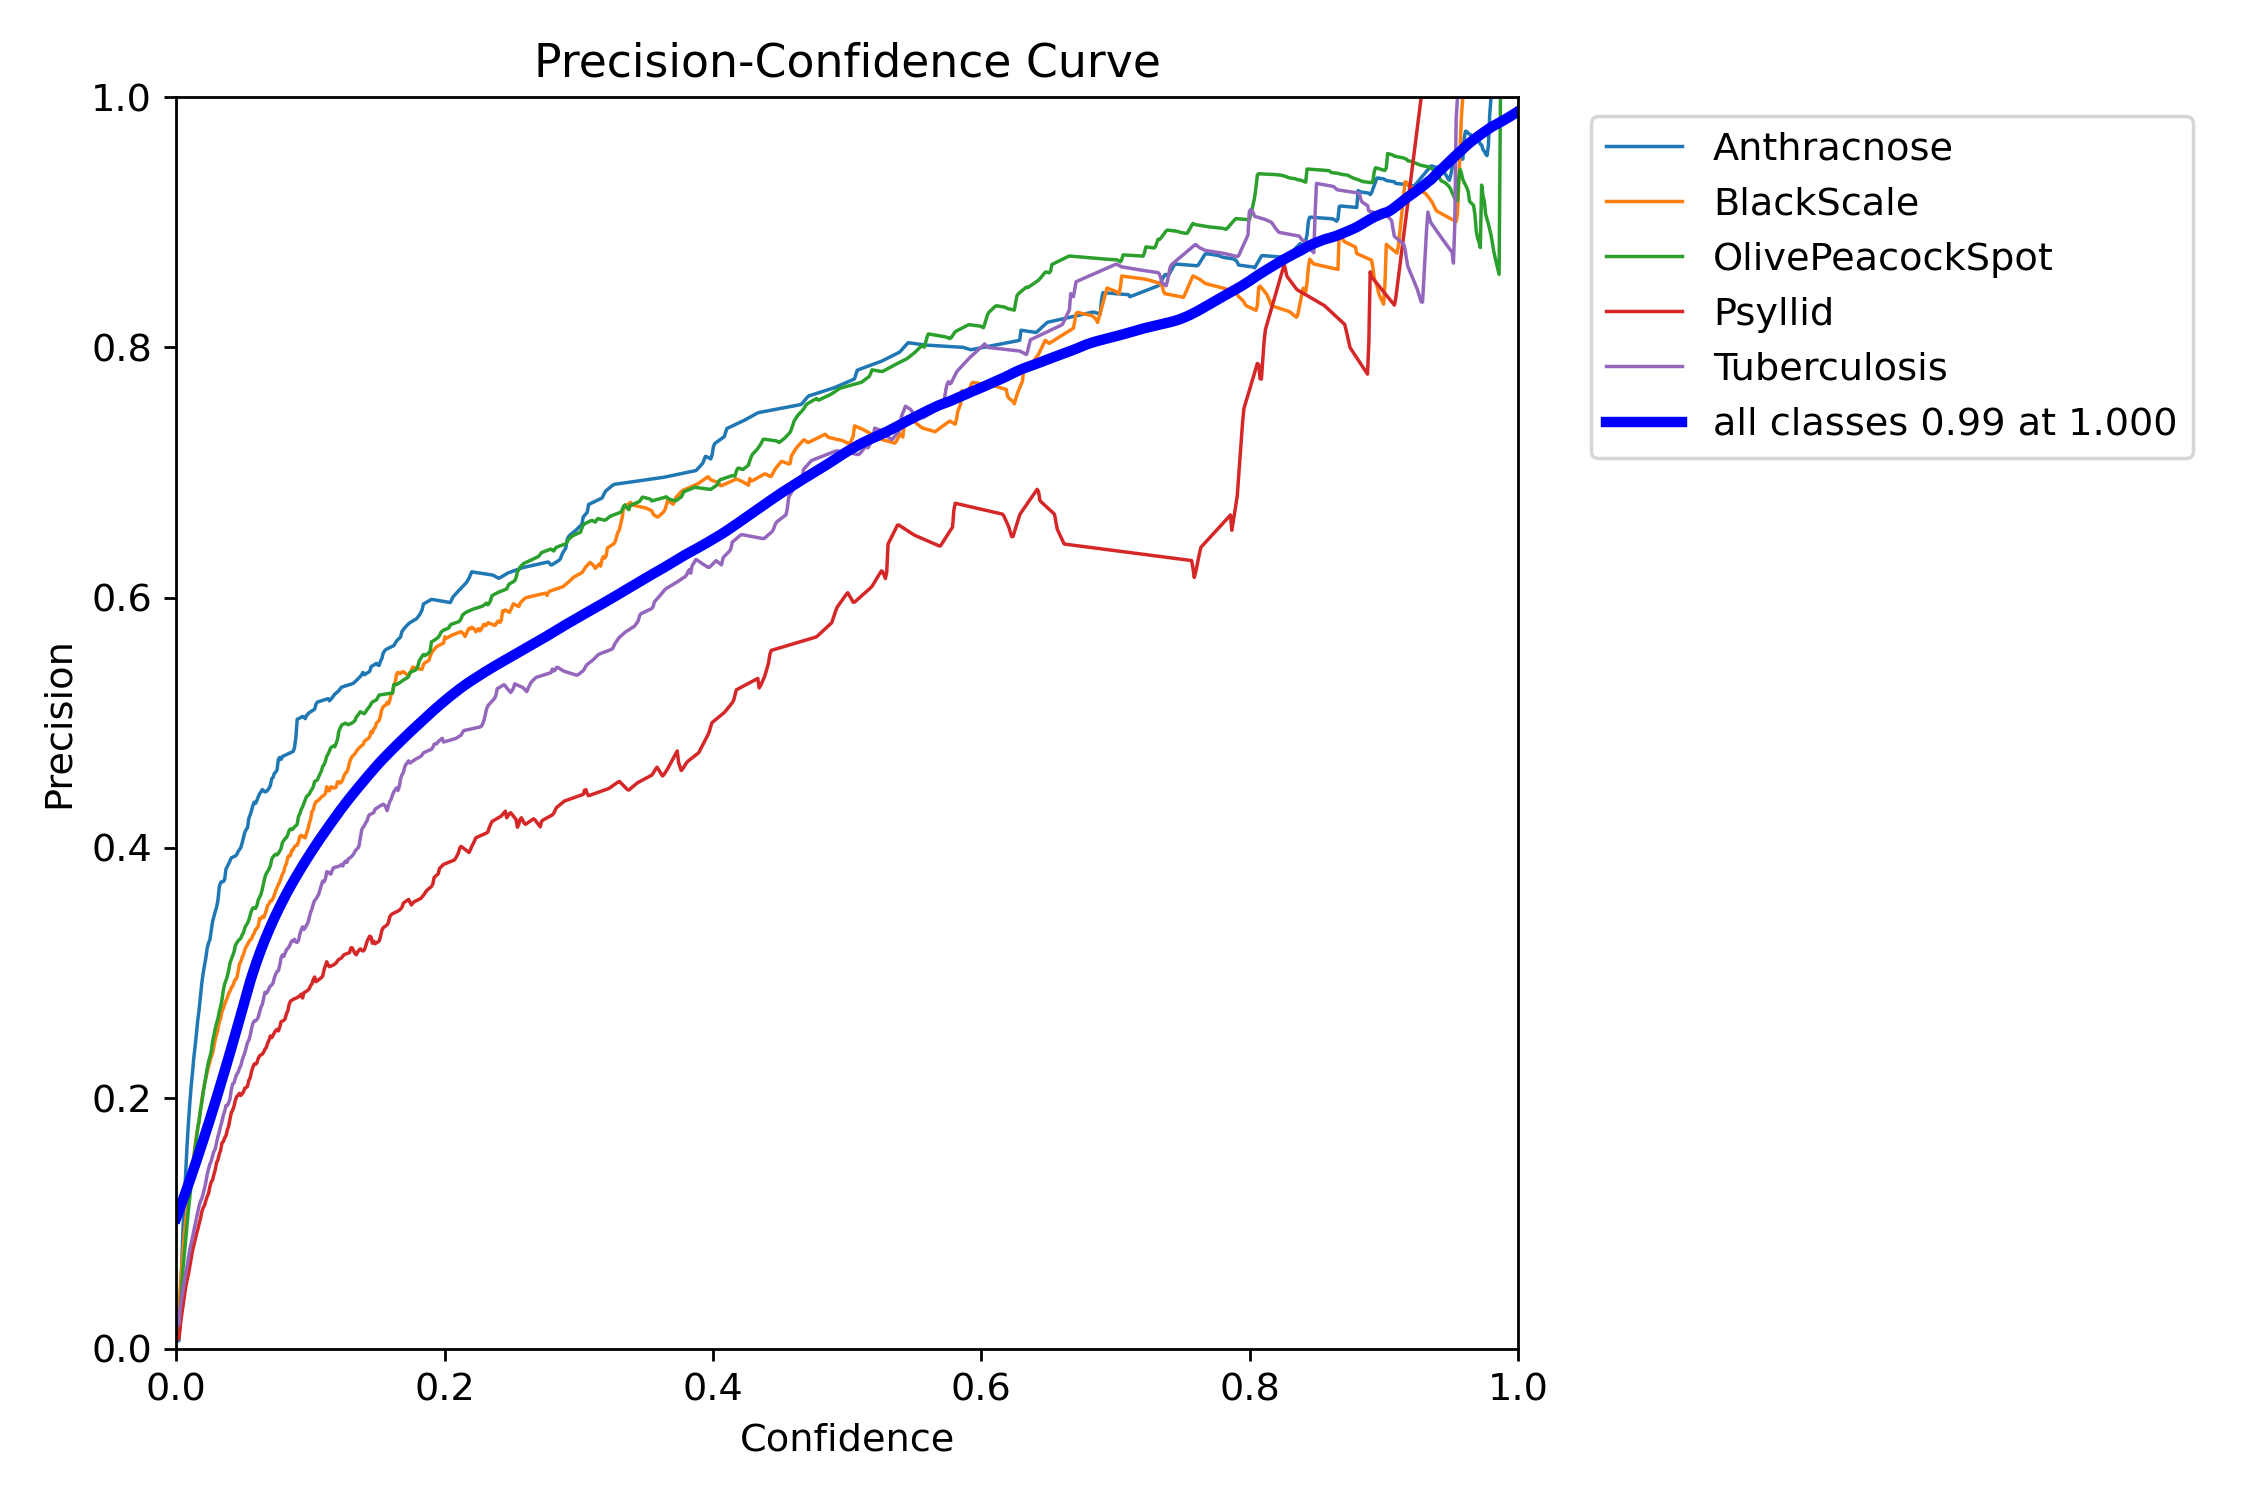 Precision-Confidence Curve
1.0
0.8
0.6
0.4
0.2
0.0
Precision
0.0 0.2 0.4 0.6 0.8 1.0
Confidence
Anthracnose
BlackScale
OlivePeacockSpot
Psyllid
Tuberculosis
all classes 0.99 at 1.000